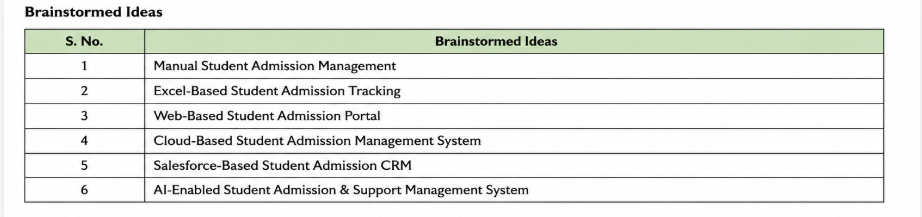 Brainstormed Ideas
S. No. Brainstormed Ideas
1 Manual Student Admission Management
2 Excel-Based Student Admission Tracking
3 Web-Based Student Admission Portal
4 Cloud-Based Student Admission Management System
5 Salesforce-Based Student Admission CRM
6 AI-Enabled Student Admission & Support Management System